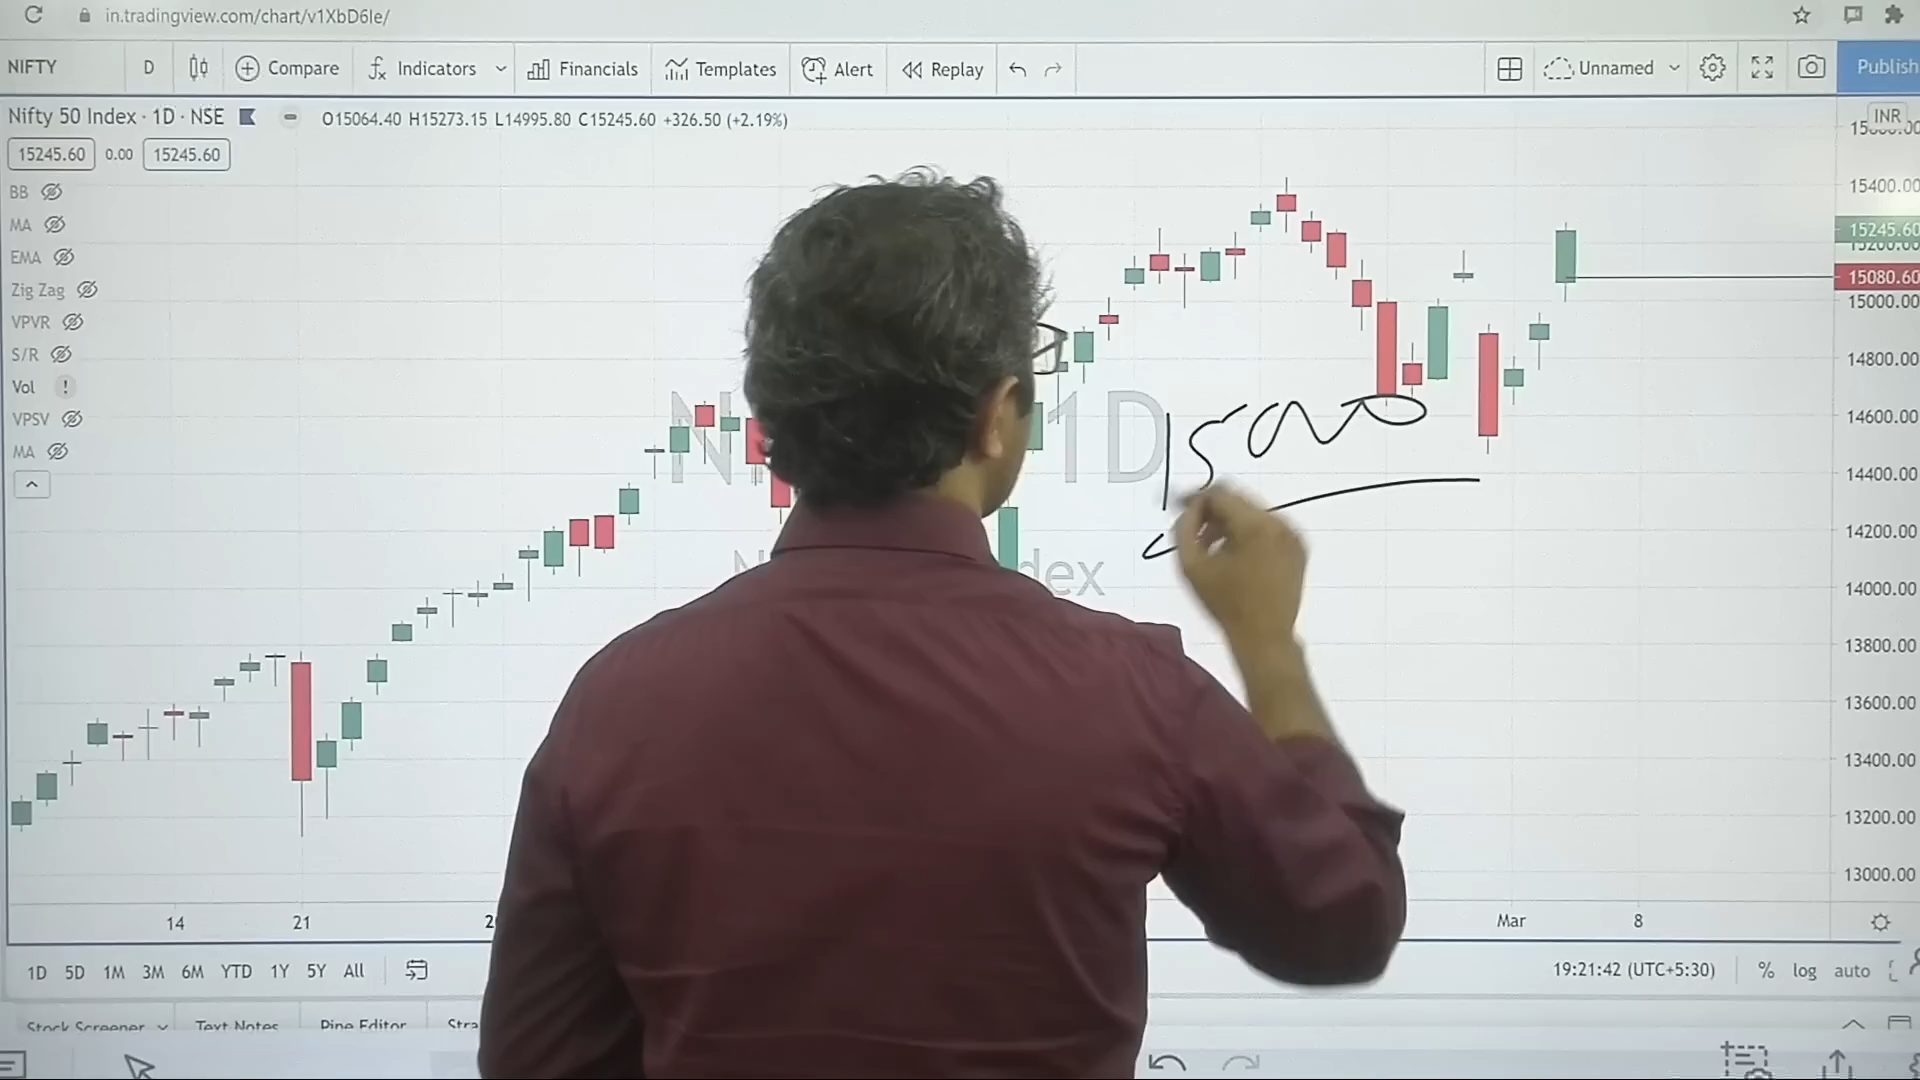 in.tradingview.com/chart/v1XbD6Ie/
NIFTY D Compare Indicators Financials Templates Alert Replay Unnamed Publish
Nifty 50 Index · 1D · NSE O15064.40 H15273.15 L14995.80 C15245.60 +326.50 (+2.19%)
INR
15245.60 0.00 15245.60
BB
MA
EMA
Zig Zag
VPVR
S/R
Vol !
VPSV
MA
15400.00
15245.60
15200.00
15080.60
15000.00
14800.00
14600.00
14400.00
14200.00
14000.00
13800.00
13600.00
13400.00
13200.00
13000.00
1D
dex
15000
14 21 Mar 8
1D 5D 1M 3M 6M YTD 1Y 5Y All 19:21:42 (UTC+5:30) % log auto
Stock Screener Text Notes Pine Editor Stra